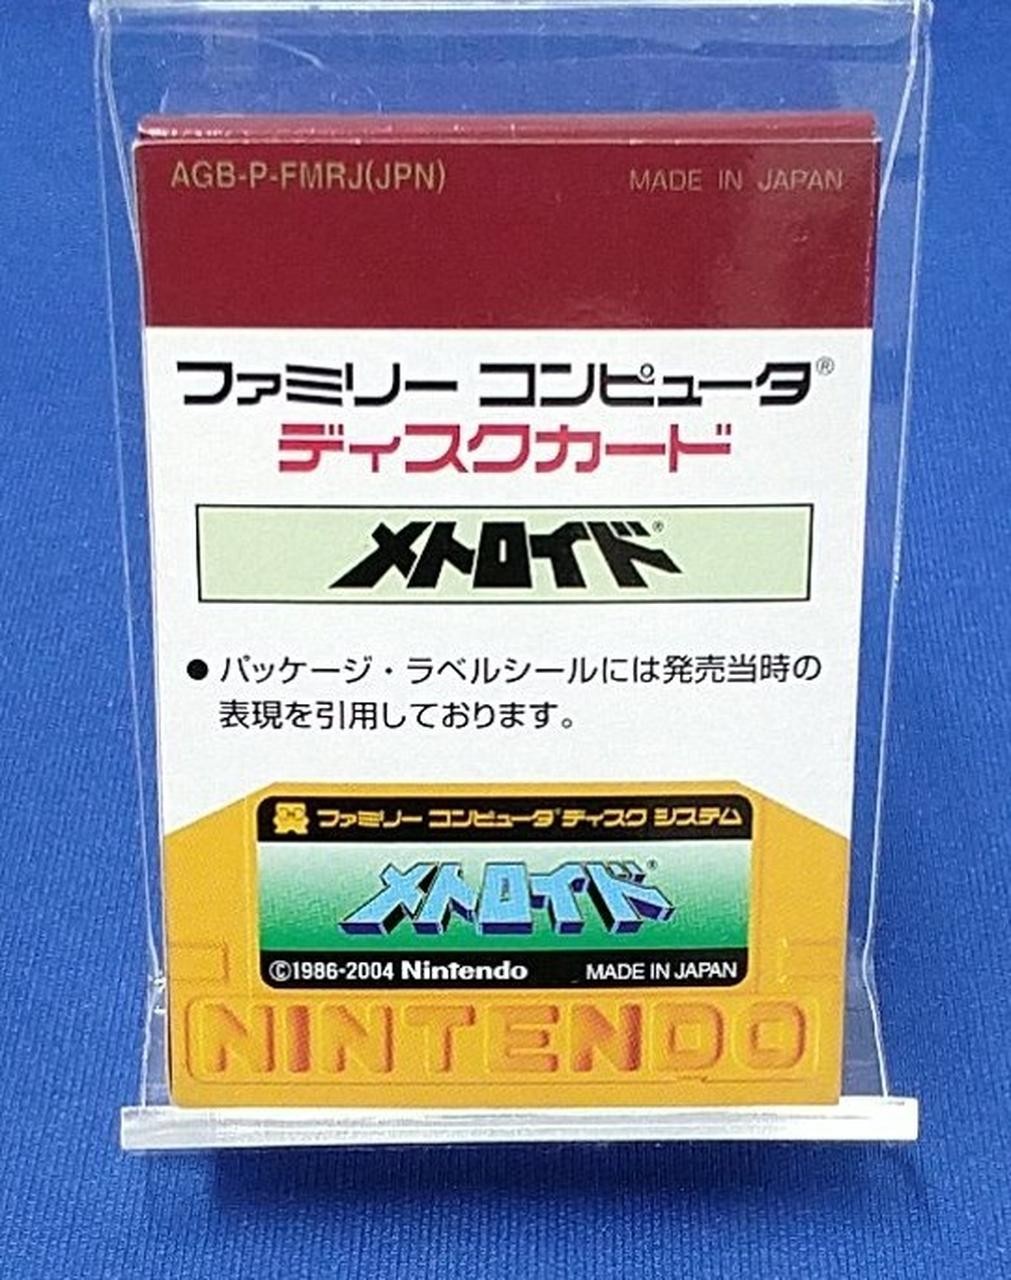 AGB-P-FMRJ(JPN)
MADE IN JAPAN
ファミリー コンピュータ®
ディスクカード
メトロイド®
● パッケージ・ラベルシールには発売当時の
表現を引用しております。
ファミリー コンピュータ ディスク システム
メトロイド®
©1986-2004 Nintendo
MADE IN JAPAN
NINTENDO